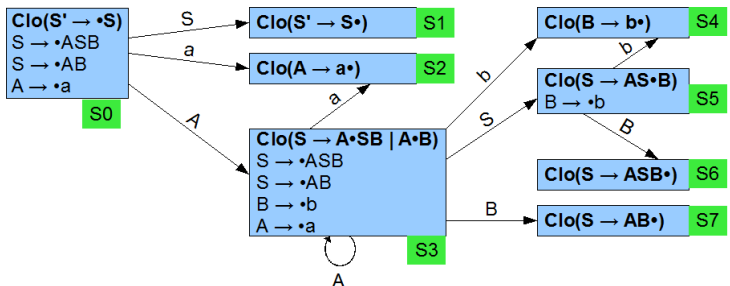 Clo(S' → •S)
S → •ASB
S → •AB
A → •a
S0
S
Clo(S' → S•)
S1
a
Clo(A → a•)
S2
A
a
Clo(S → A•SB | A•B)
S → •ASB
S → •AB
B → •b
A → •a
S3
A
b
Clo(B → b•)
S4
b
S
Clo(S → AS•B)
B → •b
S5
B
Clo(S → ASB•)
S6
B
Clo(S → AB•)
S7